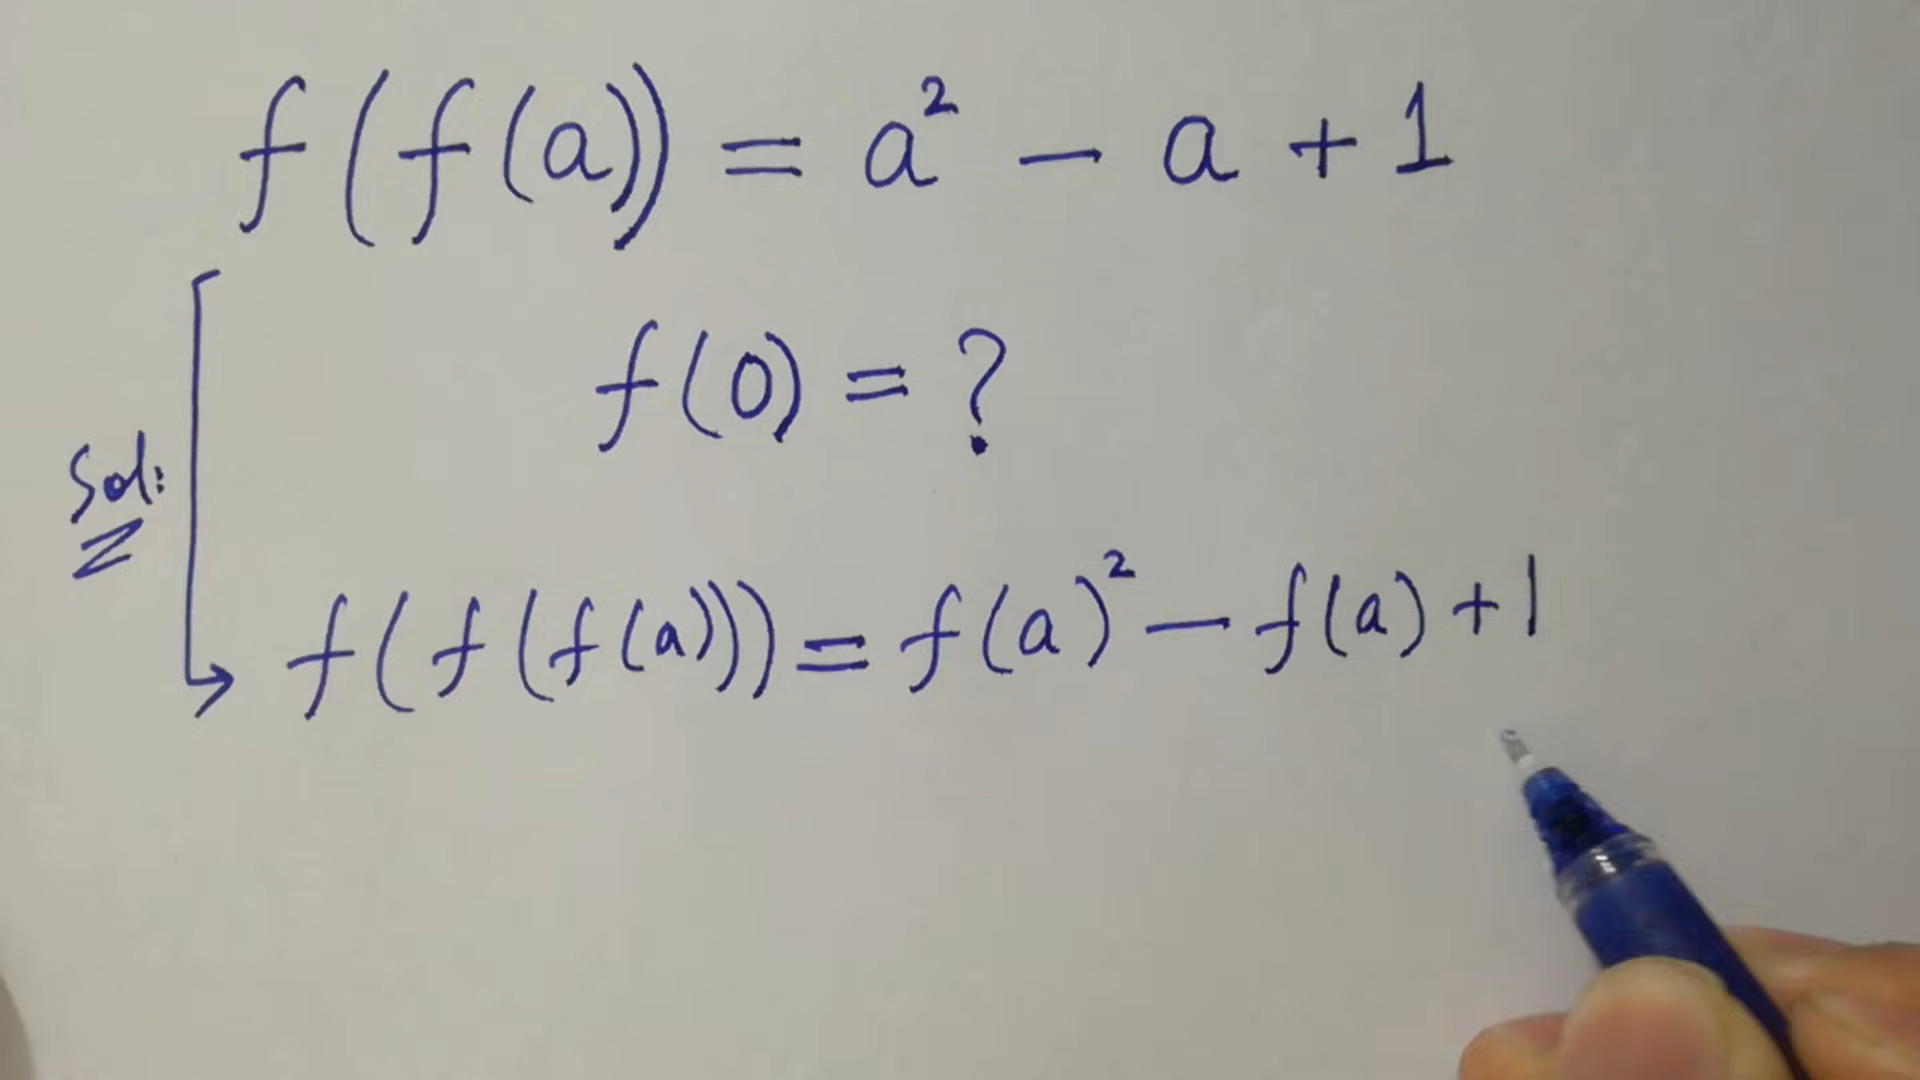 f(f(a)) = a² - a + 1
f(0) = ?
Sol:
f(f(f(a))) = f(a)² - f(a) + 1